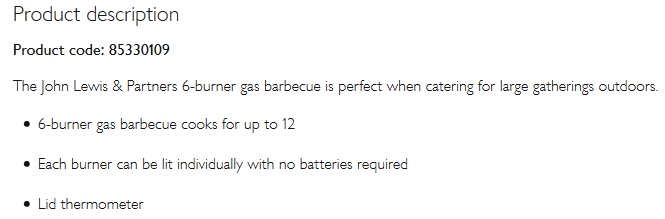 Product description
Product code: 85330109
The John Lewis & Partners 6-burner gas barbecue is perfect when catering for large gatherings outdoors.
• 6-burner gas barbecue cooks for up to 12
• Each burner can be lit individually with no batteries required
• Lid thermometer